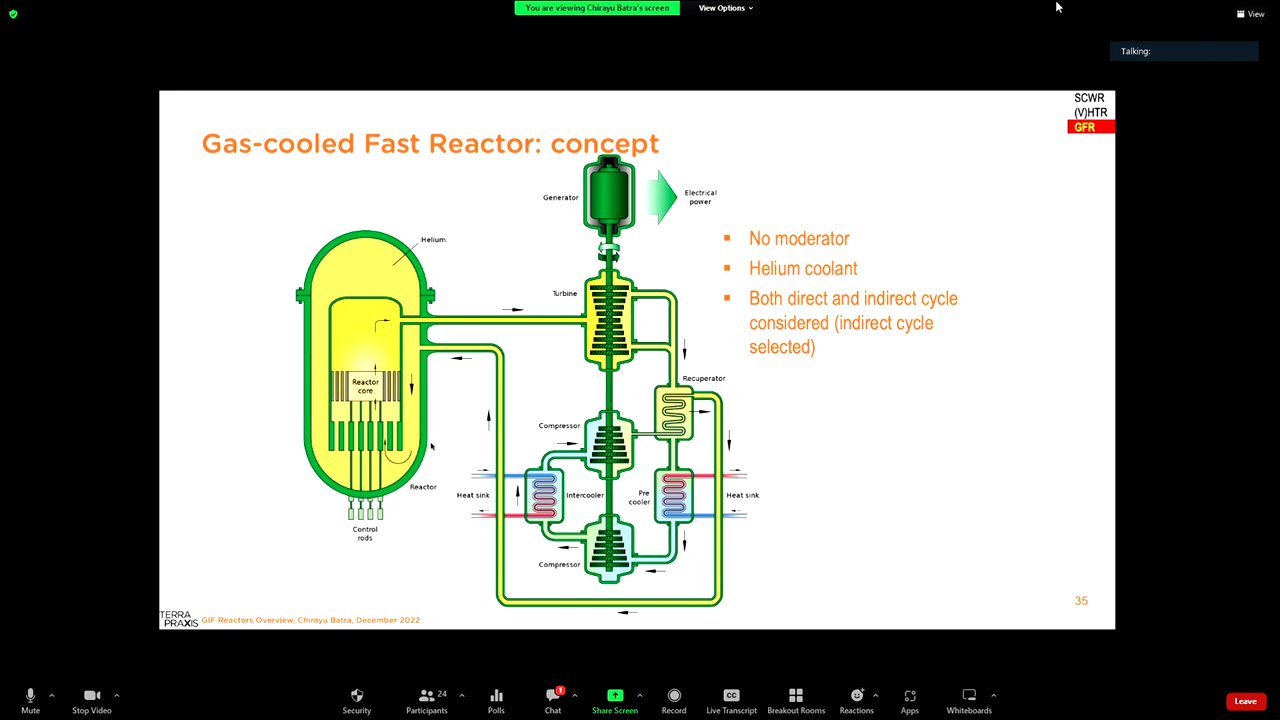 You are viewing Chirayu Batra's screen
View Options
View
Talking:
SCWR
(V)HTR
GFR
Gas-cooled Fast Reactor: concept
Generator
Electrical
power
Helium
Turbine
Reactor
core
Recuperator
Compressor
Reactor
Heat sink
Intercooler
Pre
cooler
Heat sink
Control
rods
Compressor
▪ No moderator
▪ Helium coolant
▪ Both direct and indirect cycle
considered (indirect cycle
selected)
35
TERRA
PRAXIS
GIF Reactors Overview, Chirayu Batra, December 2022
Mute
Stop Video
Security
Participants
24
Polls
Chat
1
Share Screen
Record
CC
Live Transcript
Breakout Rooms
Reactions
Apps
Whiteboards
Leave